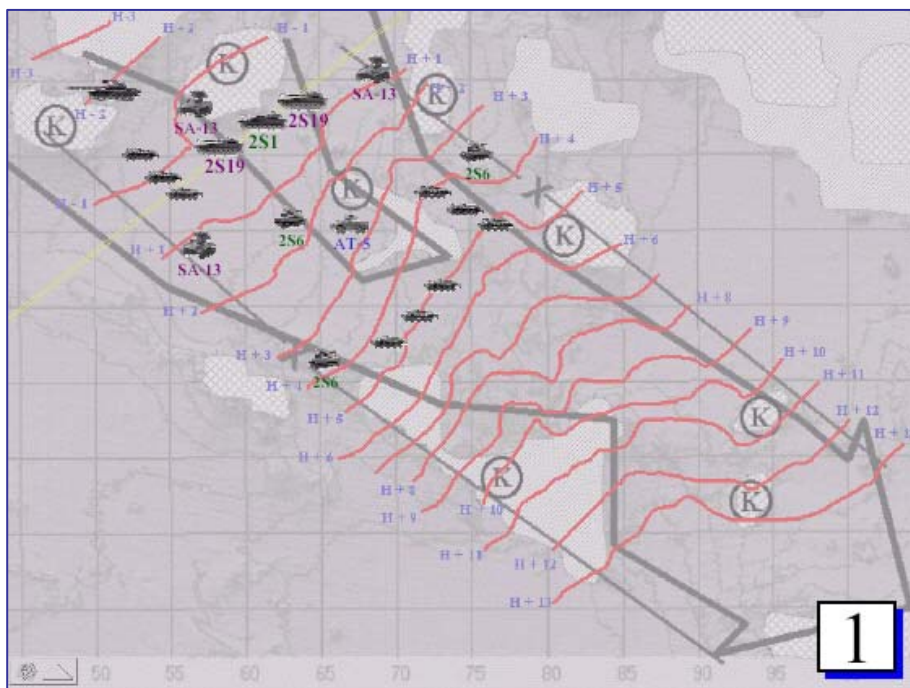 H-3
H - 2
H - 1
H-3
K
H + 1
H - 2
SA-13
K
H + 3
K
SA-13
2S19
2S1
H + 4
2S19
2S6
X
K
H + 5
H - 1
2S6
AT-5
K
H + 6
H + 1
SA-13
H + 2
H + 8
H + 9
H + 3
X
2S6
H + 10
H + 4
H + 11
H + 5
K
H + 12
H + 6
K
H + 8
K
H + 9
H + 10
H + 11
H + 12
H + 13
1
50 55 60 65 70 75 80 85 90 95